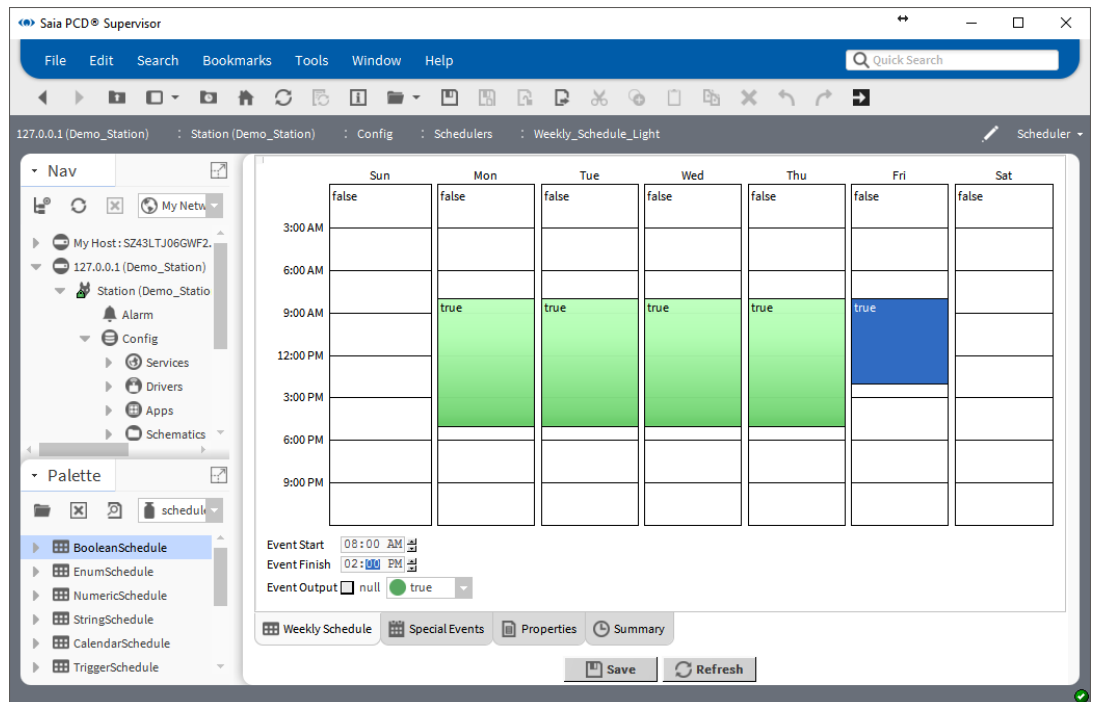 Saia PCD® Supervisor
File Edit Search Bookmarks Tools Window Help Quick Search
127.0.0.1 (Demo_Station) : Station (Demo_Station) : Config : Schedulers : Weekly_Schedule_Light Scheduler
Nav
My Netw
My Host : SZ43LTJ06GWF2.
127.0.0.1 (Demo_Station)
Station (Demo_Statio
Alarm
Config
Services
Drivers
Apps
Schematics
Palette
schedul
BooleanSchedule
EnumSchedule
NumericSchedule
StringSchedule
CalendarSchedule
TriggerSchedule
Sun Mon Tue Wed Thu Fri Sat
false false false false false false false
3:00 AM
6:00 AM
true true true true true
9:00 AM
12:00 PM
3:00 PM
6:00 PM
9:00 PM
Event Start 08:00 AM
Event Finish 02:00 PM
Event Output null true
Weekly Schedule Special Events Properties Summary
Save Refresh